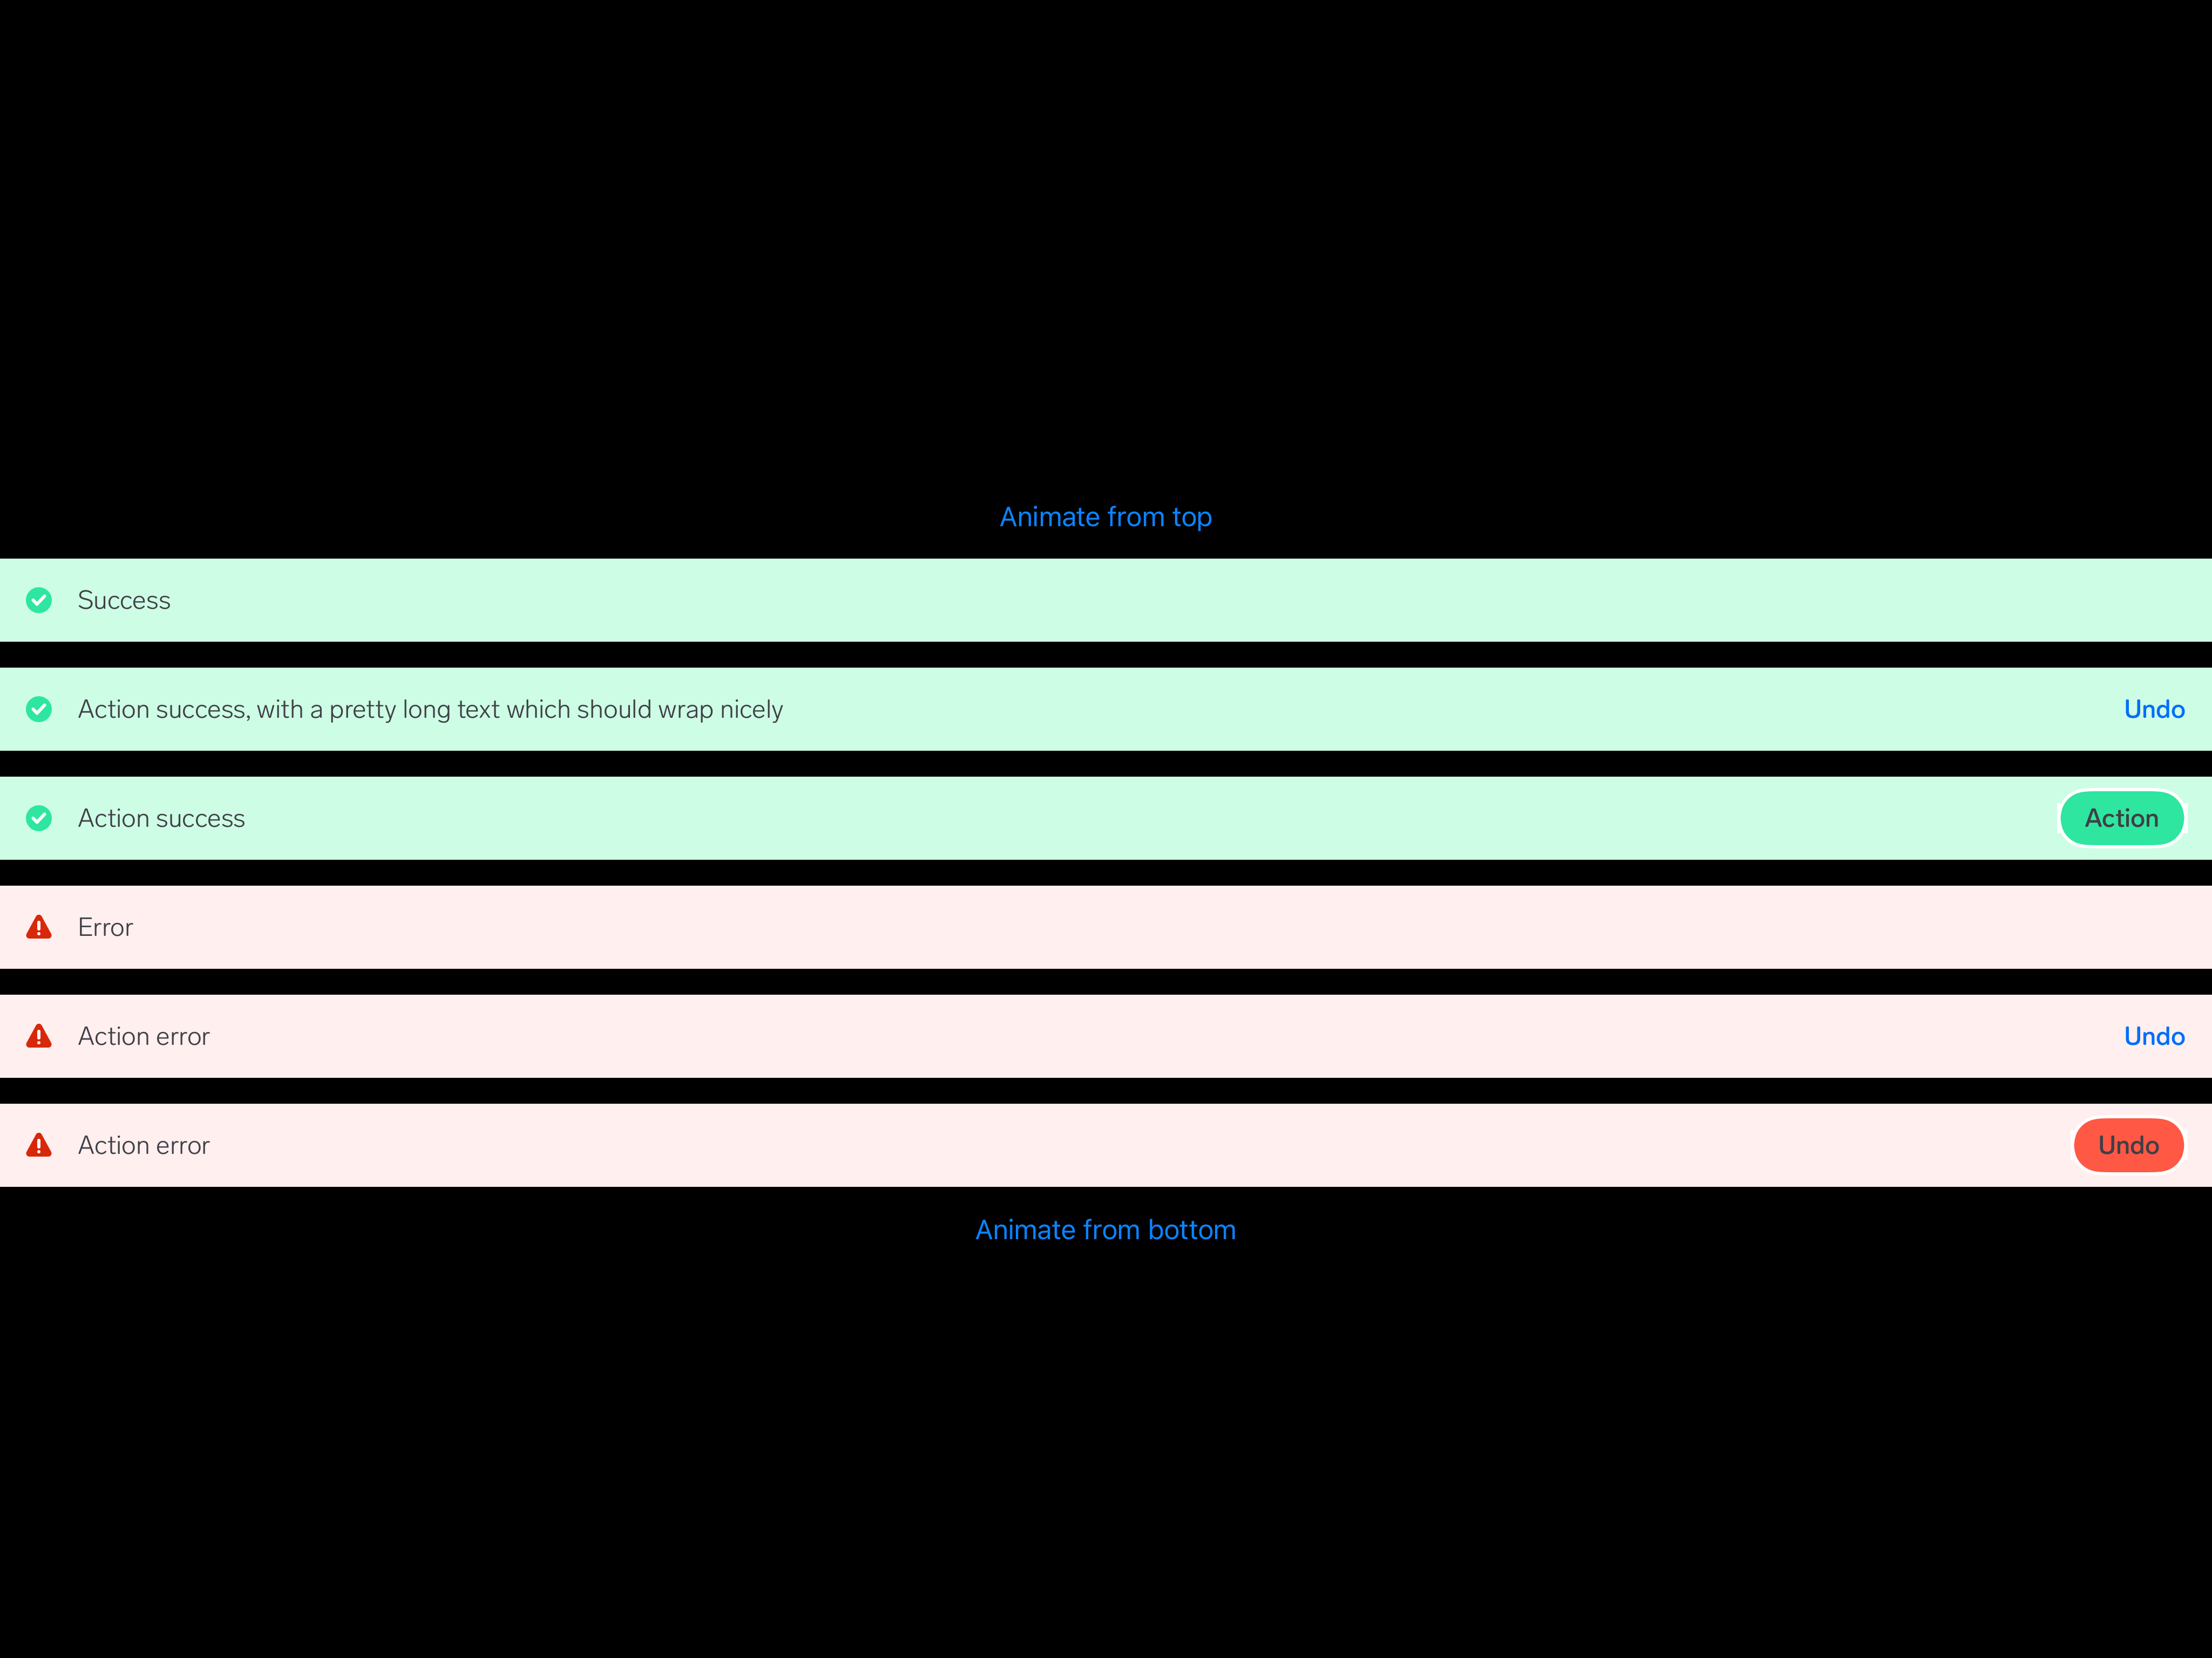 Animate from top
Success
Action success, with a pretty long text which should wrap nicely
Undo
Action success
Action
Error
Action error
Undo
Action error
Undo
Animate from bottom